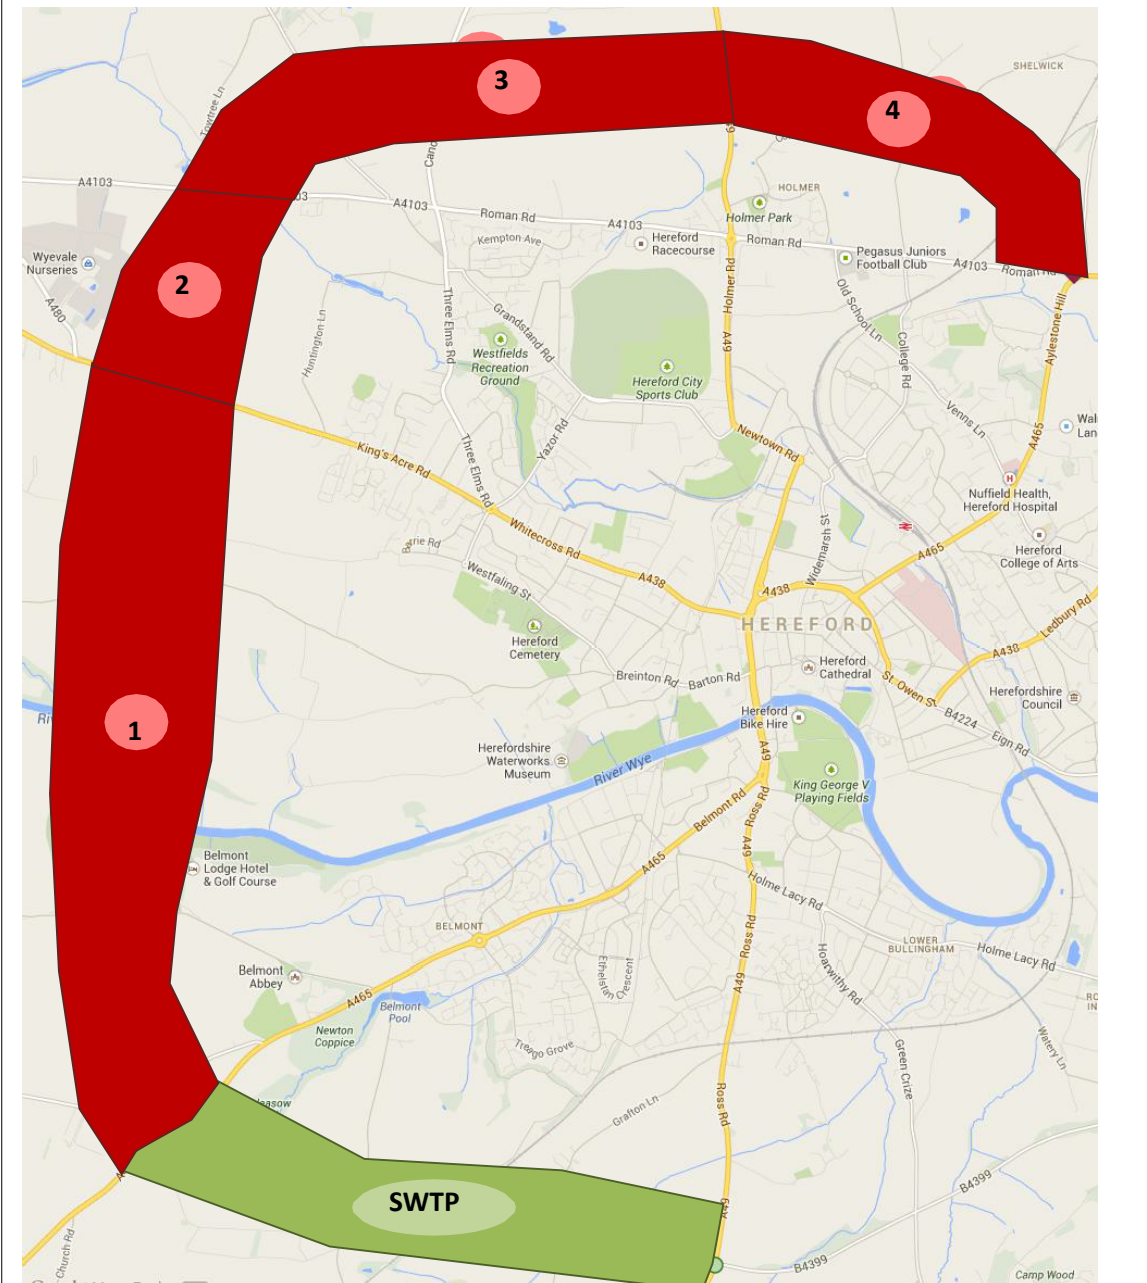 3
4
SHELWICK
Towtree Ln
A4103
A4103
Roman Rd
A4103
HOLMER
Holmer Park
Roman Rd
Hereford
Racecourse
Kempton Ave
Pegasus Juniors
Football Club
A4103
Roman Rd
Wyevale
Nurseries
2
A480
Huntington Ln
Three Elms Rd
Grandstand Rd
Westfields
Recreation
Ground
Hereford City
Sports Club
Holmer Rd
A49
Old School Ln
College Rd
Aylestone Hill
Venns Ln
A465
King's Acre Rd
Three Elms Rd
Yazor Rd
Newtown Rd
Nuffield Health,
Hereford Hospital
Hereford
College of Arts
Whitecross Rd
Widemarsh St
A465
Westfaling St
A438
A438
HEREFORD
Ledbury Rd
A438
Hereford
Cemetery
Breinton Rd
Barton Rd
Hereford
Cathedral
St. Owen St
Herefordshire
Council
B4224
Eign Rd
1
Hereford
Bike Hire
A49
Herefordshire
Waterworks
Museum
River Wye
King George V
Playing Fields
Belmont Rd
Ross Rd
A49
A465
Belmont
Lodge Hotel
& Golf Course
Holme Lacy Rd
BELMONT
Ross Rd
A49
LOWER
BULLINGHAM
Holme Lacy Rd
Hoarwithy Rd
Ethelstan
Crescent
Belmont
Abbey
A465
Belmont
Pool
Newton
Coppice
Treago Grove
Green Crize
Watery Ln
Ross Rd
Grafton Ln
SWTP
A49
B4399
B4399
Church Rd
Camp Wood